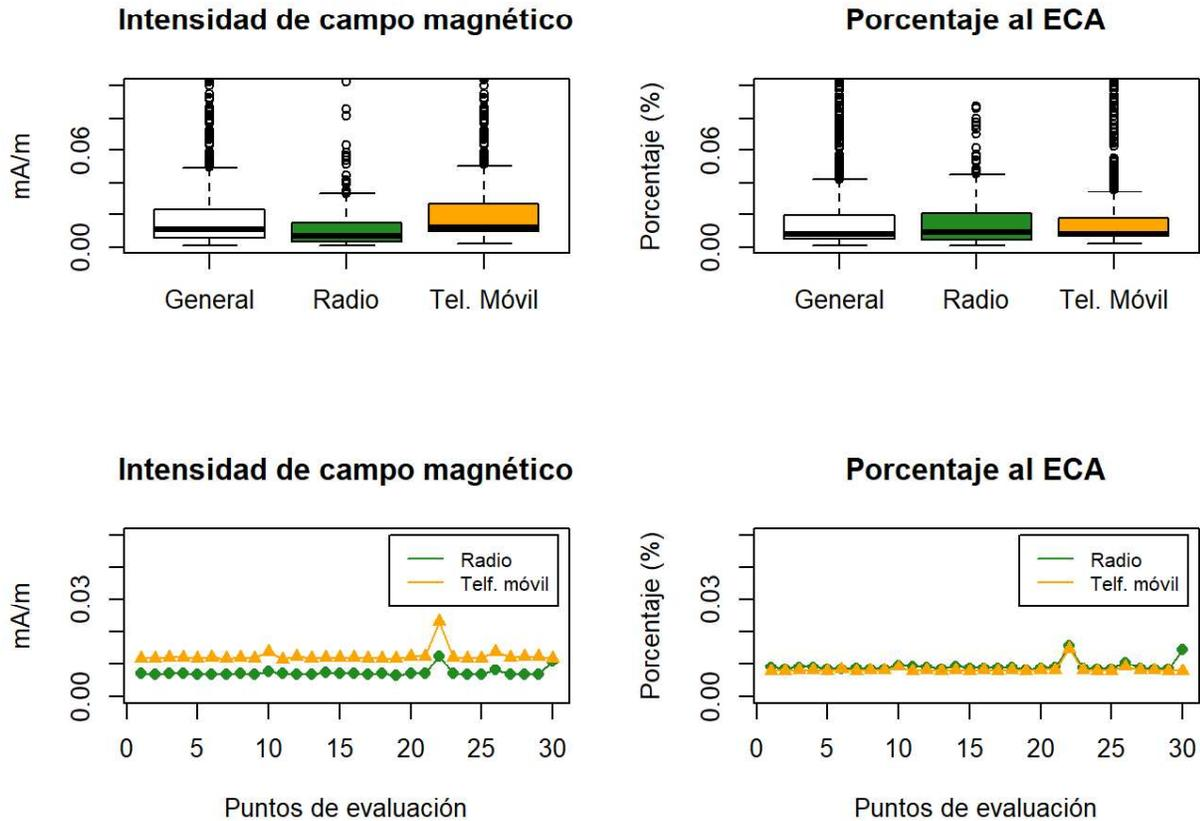 Intensidad de campo magnético
mA/m
0.06
0.00
General Radio Tel. Móvil
Porcentaje al ECA
Porcentaje (%)
0.06
0.00
General Radio Tel. Móvil
Intensidad de campo magnético
mA/m
0.03
0.00
Radio
Telf. móvil
0 5 10 15 20 25 30
Puntos de evaluación
Porcentaje al ECA
Porcentaje (%)
0.03
0.00
Radio
Telf. móvil
0 5 10 15 20 25 30
Puntos de evaluación